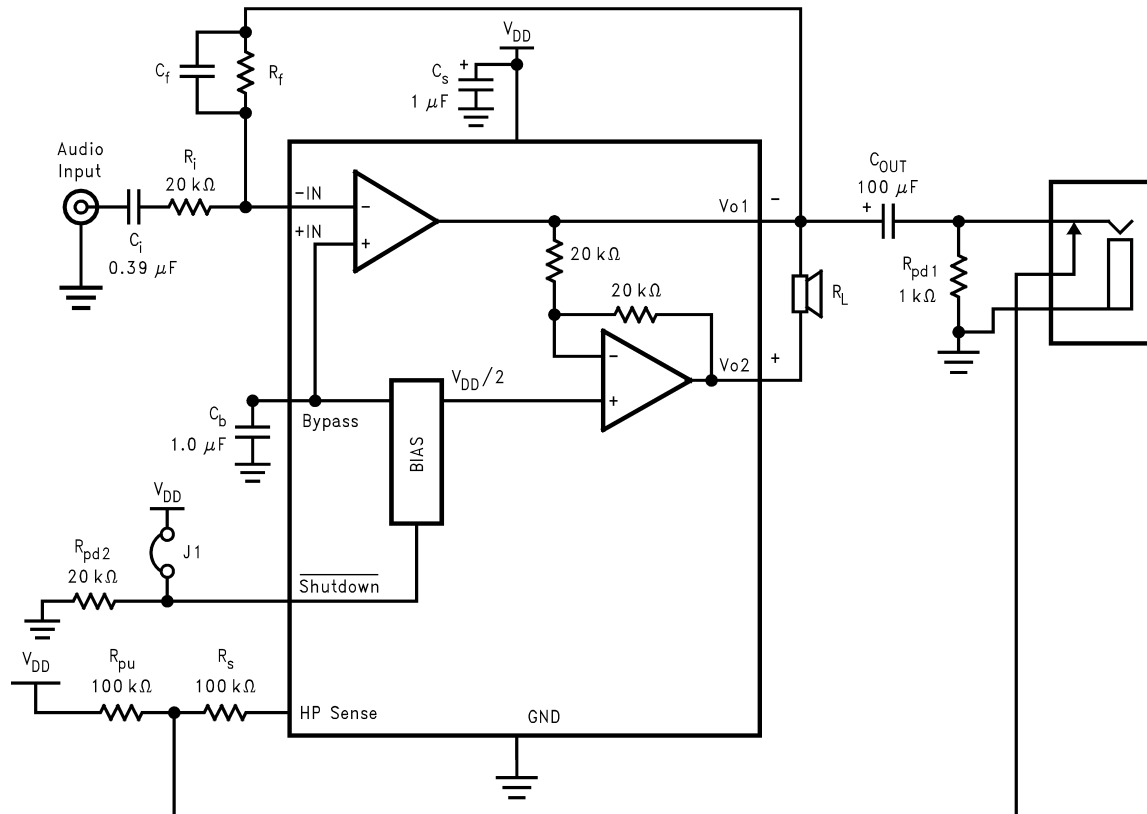 V_DD
C_f
R_f
C_s
+
1 μF
Audio
Input
R_i
20 kΩ
C_i
0.39 μF
−IN
+IN
−
+
Vo1
−
C_OUT
100 μF
+
R_pd1
1 kΩ
20 kΩ
20 kΩ
R_L
−
+
Vo2
+
V_DD/2
C_b
1.0 μF
Bypass
BIAS
V_DD
J1
R_pd2
20 kΩ
Shutdown
V_DD
R_pu
100 kΩ
R_s
100 kΩ
HP Sense
GND